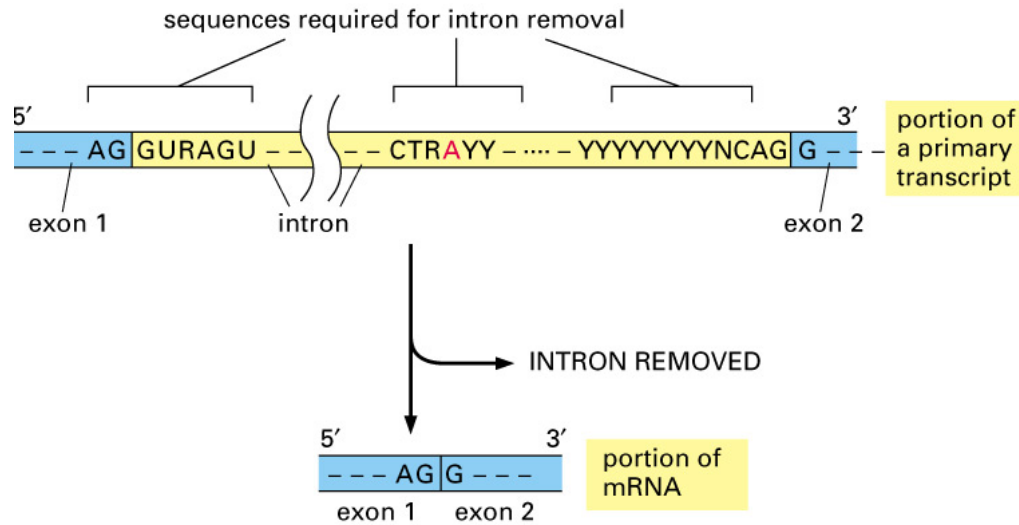 sequences required for intron removal
5′ 3′
– – – AG GURAGU – – – – CTRAYY – ···· – YYYYYYYYNCAG G – – –
portion of
a primary
transcript
exon 1 intron exon 2
INTRON REMOVED
5′ 3′
– – – AG G – – –
exon 1 exon 2
portion of
mRNA